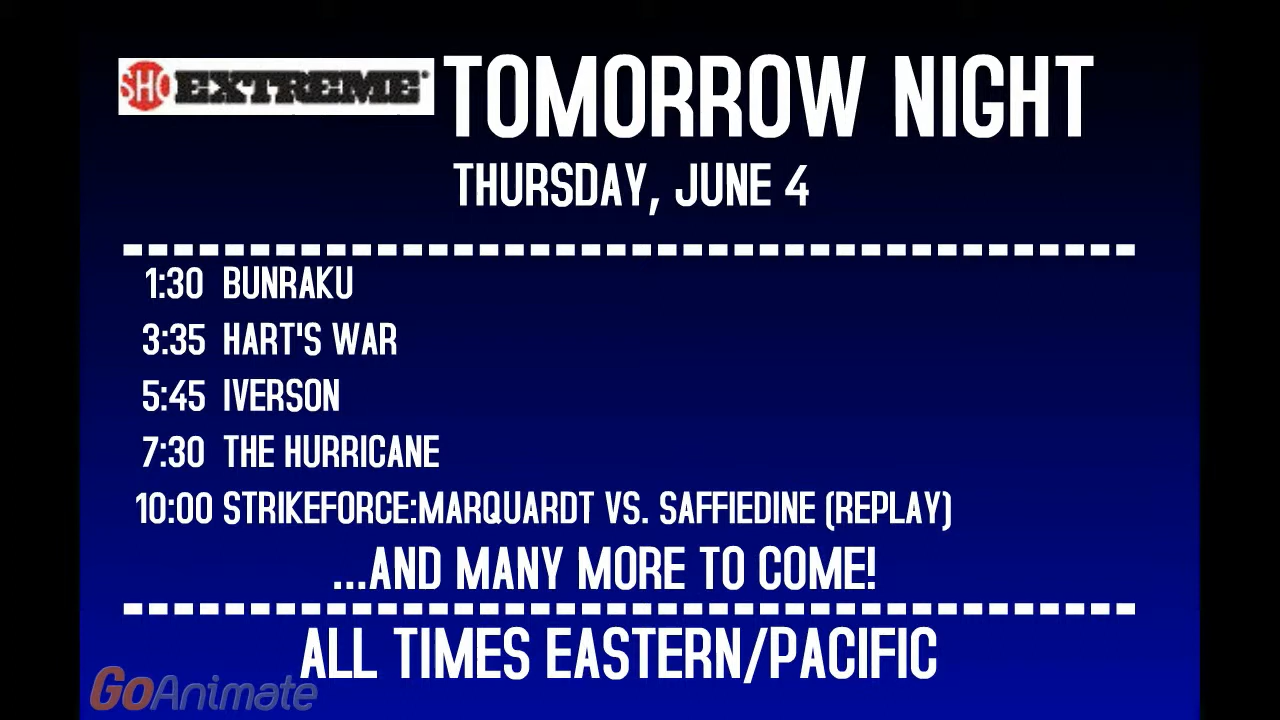 SHO EXTREME TOMORROW NIGHT
THURSDAY, JUNE 4
1:30 BUNRAKU
3:35 HART'S WAR
5:45 IVERSON
7:30 THE HURRICANE
10:00 STRIKEFORCE:MARQUARDT VS. SAFFIEDINE (REPLAY)
...AND MANY MORE TO COME!
ALL TIMES EASTERN/PACIFIC
GoAnimate